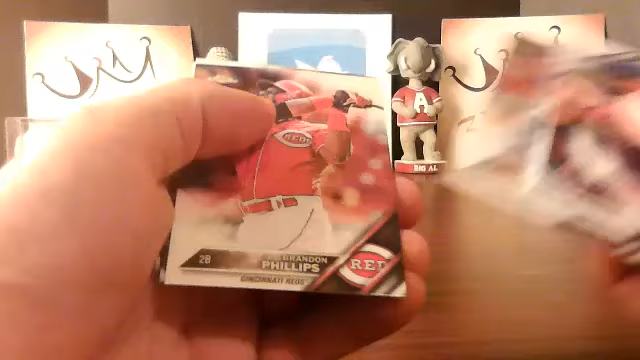 A
BIG AL
REDS
2B
BRANDON
PHILLIPS
REDS
CINCINNATI REDS